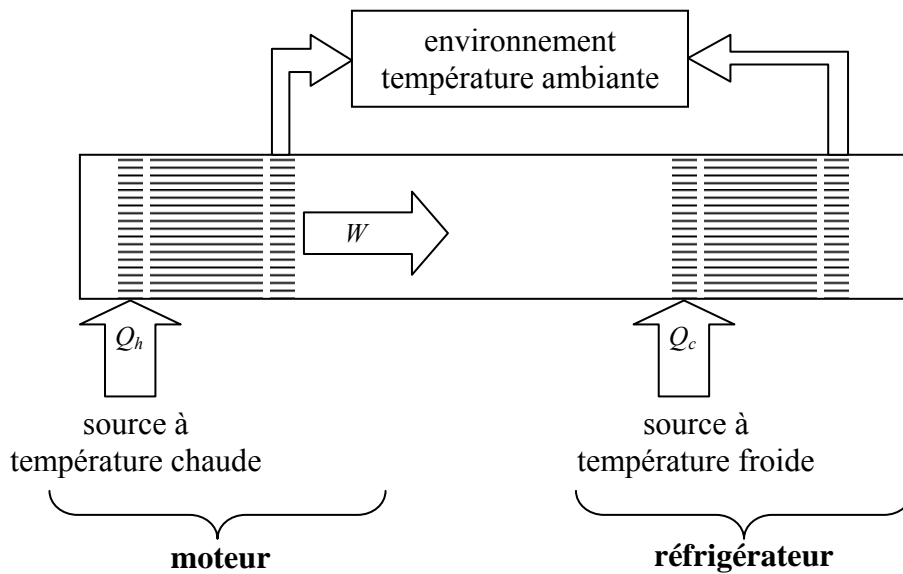 environnement
température ambiante
W
Qh
Qc
source à
température chaude
source à
température froide
moteur
réfrigérateur